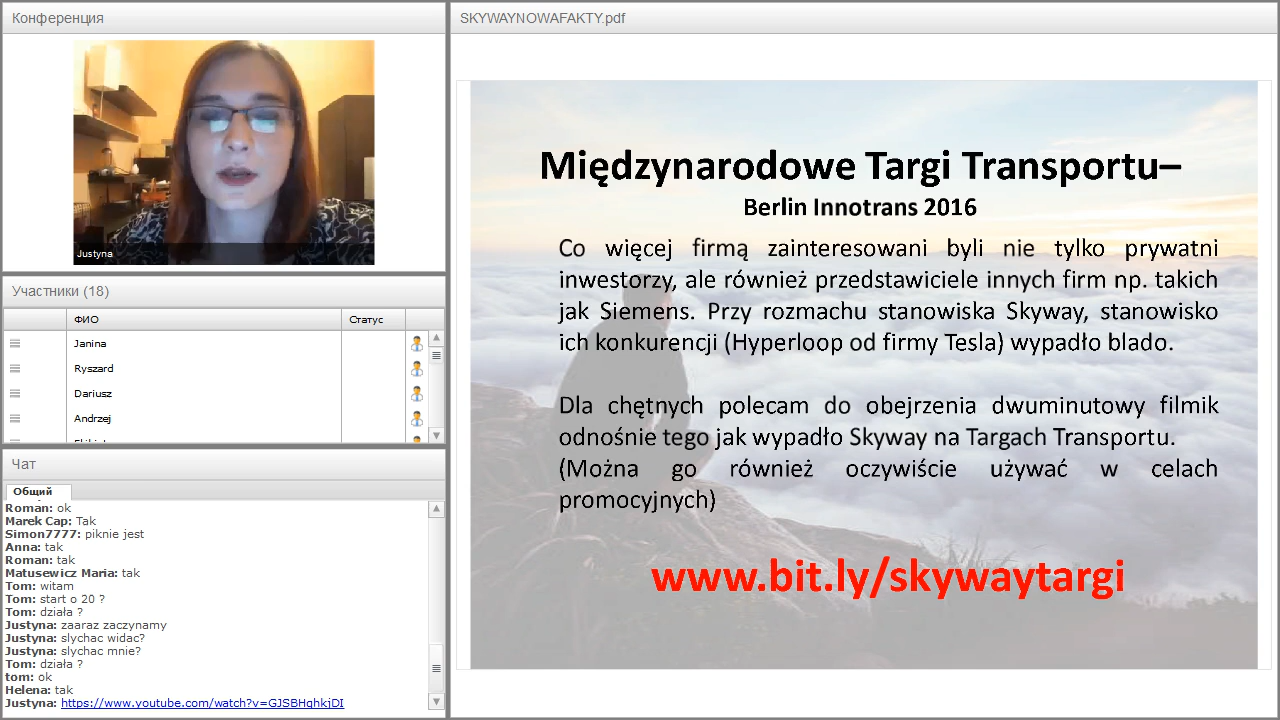 Конференция
Justyna
Участники (18)
ФИО
Статус
Janina
Ryszard
Dariusz
Andrzej
Чат
Общий
Roman: ok
Marek Cap: Tak
Simon7777: piknie jest
Anna: tak
Roman: tak
Matusewicz Maria: tak
Tom: witam
Tom: start o 20 ?
Tom: działa ?
Justyna: zaaraz zaczynamy
Justyna: slychac widac?
Justyna: slychac mnie?
Tom: działa ?
tom: ok
Helena: tak
Justyna: https://www.youtube.com/watch?v=GJSBHghkjDI
SKYWAYNOWAFAKTY.pdf
Międzynarodowe Targi Transportu–
Berlin Innotrans 2016
Co więcej firmą zainteresowani byli nie tylko prywatni
inwestorzy, ale również przedstawiciele innych firm np. takich
jak Siemens. Przy rozmachu stanowiska Skyway, stanowisko
ich konkurencji (Hyperloop od firmy Tesla) wypadło blado.
Dla chętnych polecam do obejrzenia dwuminutowy filmik
odnośnie tego jak wypadło Skyway na Targach Transportu.
(Można go również oczywiście używać w celach
promocyjnych)
www.bit.ly/skywaytargi